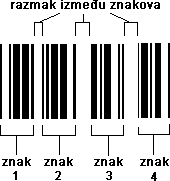 razmak između znakova
znak znak znak znak
1 2 3 4